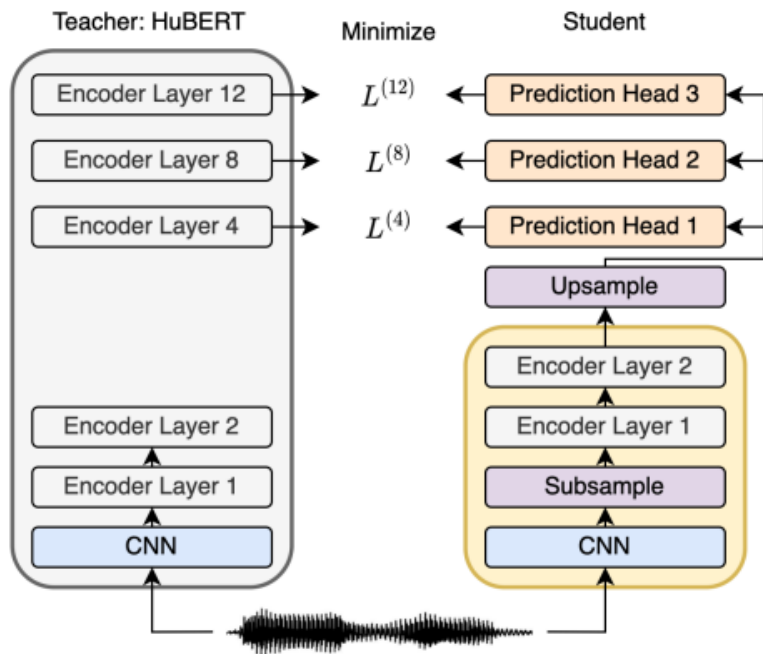 Teacher: HuBERT
Minimize
Student
Encoder Layer 12
L^(12)
Prediction Head 3
Encoder Layer 8
L^(8)
Prediction Head 2
Encoder Layer 4
L^(4)
Prediction Head 1
Upsample
Encoder Layer 2
Encoder Layer 2
Encoder Layer 1
Encoder Layer 1
Subsample
CNN
CNN